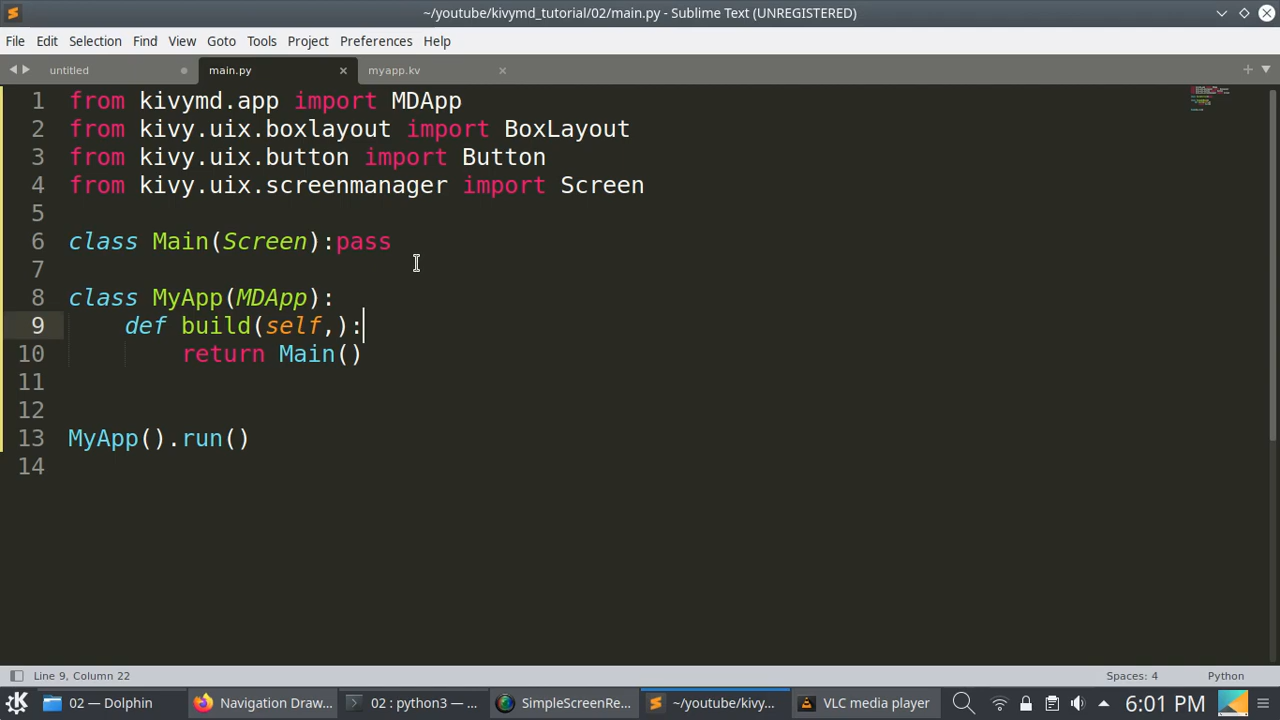 ~/youtube/kivymd_tutorial/02/main.py - Sublime Text (UNREGISTERED)
File Edit Selection Find View Goto Tools Project Preferences Help
untitled main.py myapp.kv
1 from kivymd.app import MDApp
2 from kivy.uix.boxlayout import BoxLayout
3 from kivy.uix.button import Button
4 from kivy.uix.screenmanager import Screen
5
6 class Main(Screen):pass
7
8 class MyApp(MDApp):
9     def build(self,):
10         return Main()
11
12
13 MyApp().run()
14
Line 9, Column 22 Spaces: 4 Python
02 — Dolphin Navigation Draw... 02 : python3 — ... SimpleScreenRe... ~/youtube/kivy... VLC media player 6:01 PM